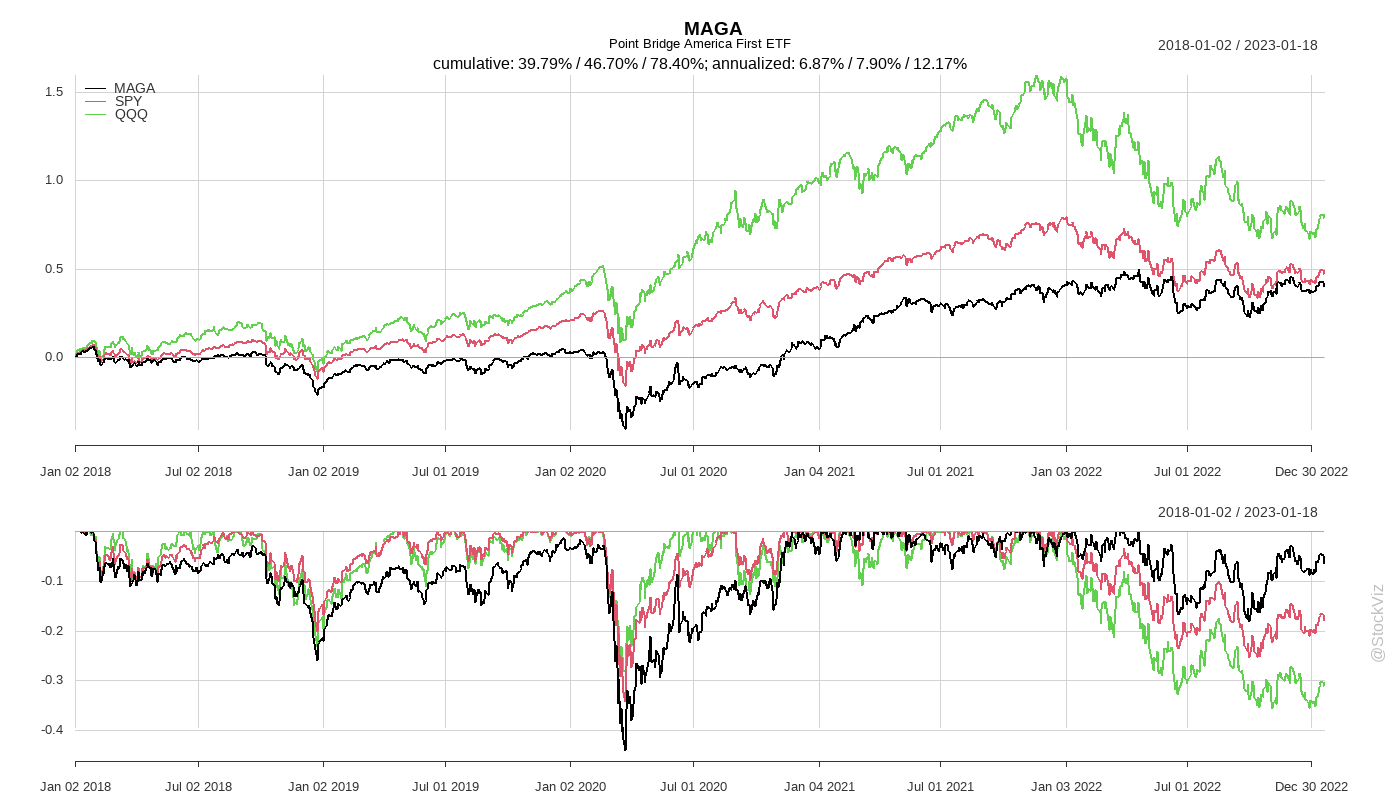 MAGA
Point Bridge America First ETF
2018-01-02 / 2023-01-18
cumulative: 39.79% / 46.70% / 78.40%; annualized: 6.87% / 7.90% / 12.17%
MAGA
SPY
QQQ
1.5
1.0
0.5
0.0
Jan 02 2018 Jul 02 2018 Jan 02 2019 Jul 01 2019 Jan 02 2020 Jul 01 2020 Jan 04 2021 Jul 01 2021 Jan 03 2022 Jul 01 2022 Dec 30 2022
2018-01-02 / 2023-01-18
-0.1
-0.2
-0.3
-0.4
Jan 02 2018 Jul 02 2018 Jan 02 2019 Jul 01 2019 Jan 02 2020 Jul 01 2020 Jan 04 2021 Jul 01 2021 Jan 03 2022 Jul 01 2022 Dec 30 2022
@StockViz